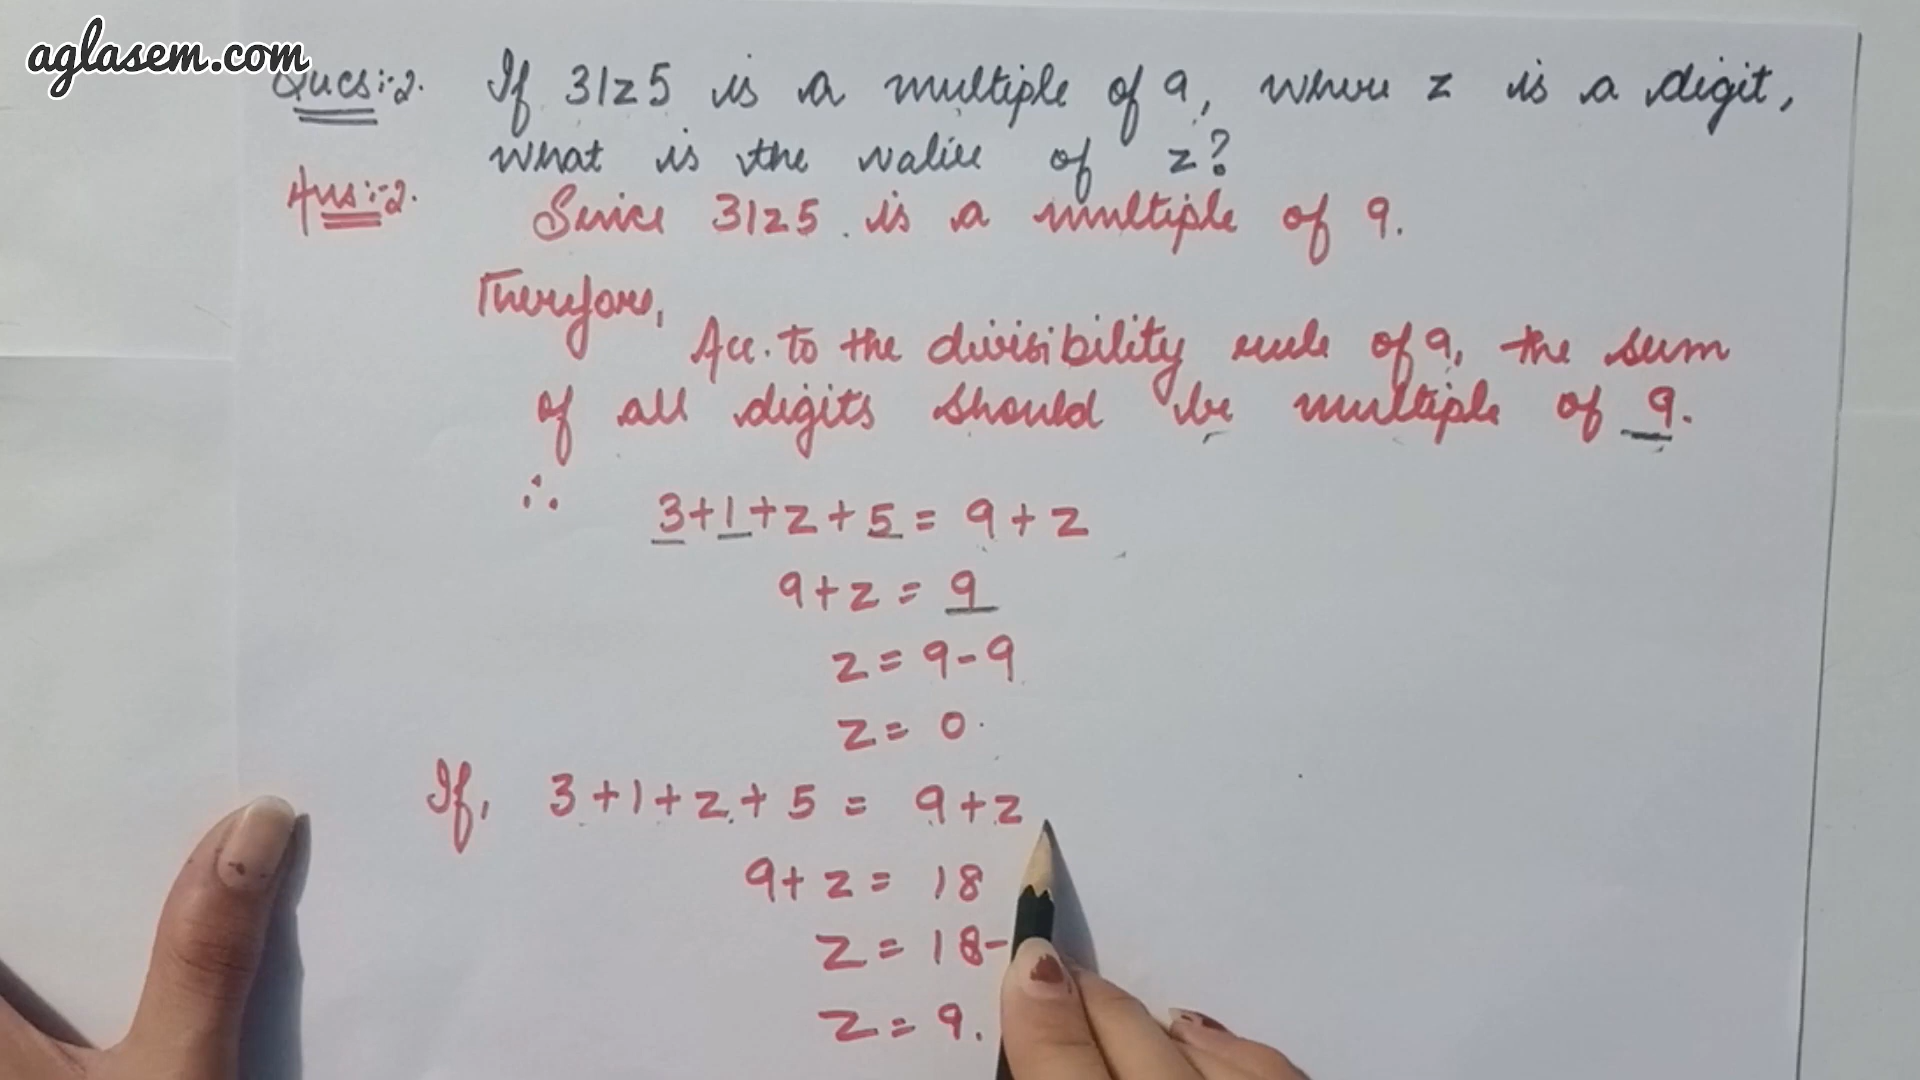 aglasem.com
Ques:-2. If 31z5 is a multiple of 9, where z is a digit,
what is the value of z?
Ans:-2. Since 31z5 is a multiple of 9.
Therefore,
Acc. to the divisibility rule of 9, the sum
of all digits should be multiple of 9.
∴ 3+1+z+5 = 9+z
9+z = 9
z = 9-9
z = 0.
If, 3+1+z+5 = 9+z
9+z = 18
z = 18-
z = 9.